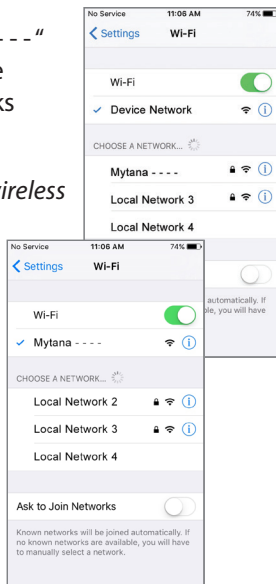 - - - -"
e
ks
ireless
No Service 11:06 AM 74%
Settings Wi-Fi
Wi-Fi
Device Network
CHOOSE A NETWORK...
Mytana - - - -
Local Network 3
Local Network 4
automatically. If
ble, you will have
No Service 11:06 AM 74%
Settings Wi-Fi
Wi-Fi
Mytana - - - -
CHOOSE A NETWORK...
Local Network 2
Local Network 3
Local Network 4
Ask to Join Networks
Known networks will be joined automatically. If
no known networks are available, you will have
to manually select a network.